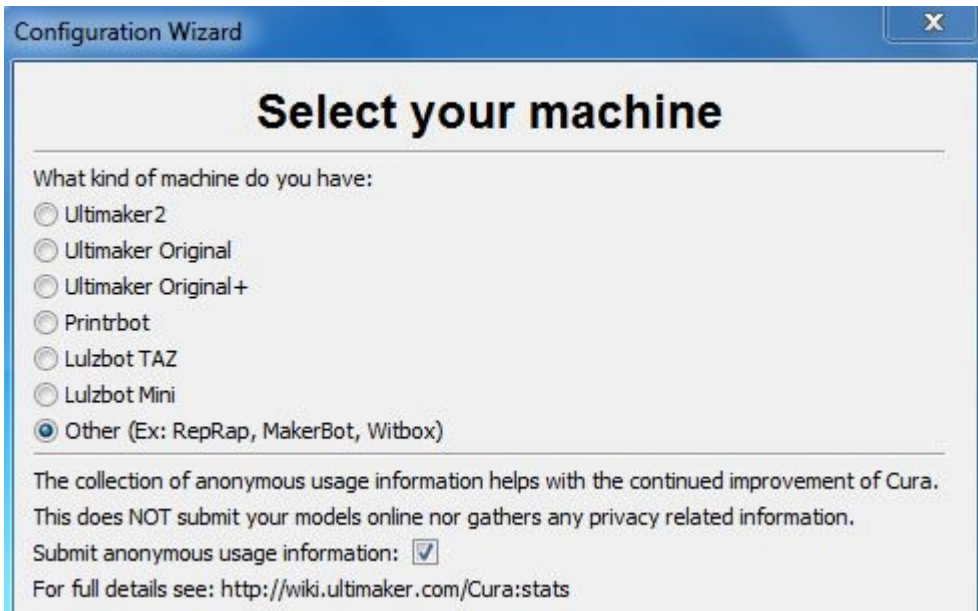 Configuration Wizard
Select your machine
What kind of machine do you have:
Ultimaker2
Ultimaker Original
Ultimaker Original+
Printrbot
Lulzbot TAZ
Lulzbot Mini
Other (Ex: RepRap, MakerBot, Witbox)
The collection of anonymous usage information helps with the continued improvement of Cura.
This does NOT submit your models online nor gathers any privacy related information.
Submit anonymous usage information:
For full details see: http://wiki.ultimaker.com/Cura:stats